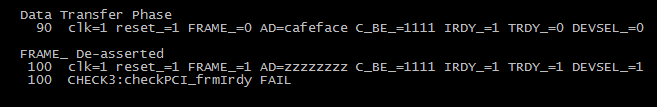 Data Transfer Phase
90 clk=1 reset_=1 FRAME_=0 AD=cafeface C_BE_=1111 IRDY_=1 TRDY_=0 DEVSEL_=0
FRAME_ De-asserted
100 clk=1 reset_=1 FRAME_=1 AD=zzzzzzzz C_BE_=1111 IRDY_=1 TRDY_=1 DEVSEL_=1
100 CHECK3:checkPCI_frmIrdy FAIL